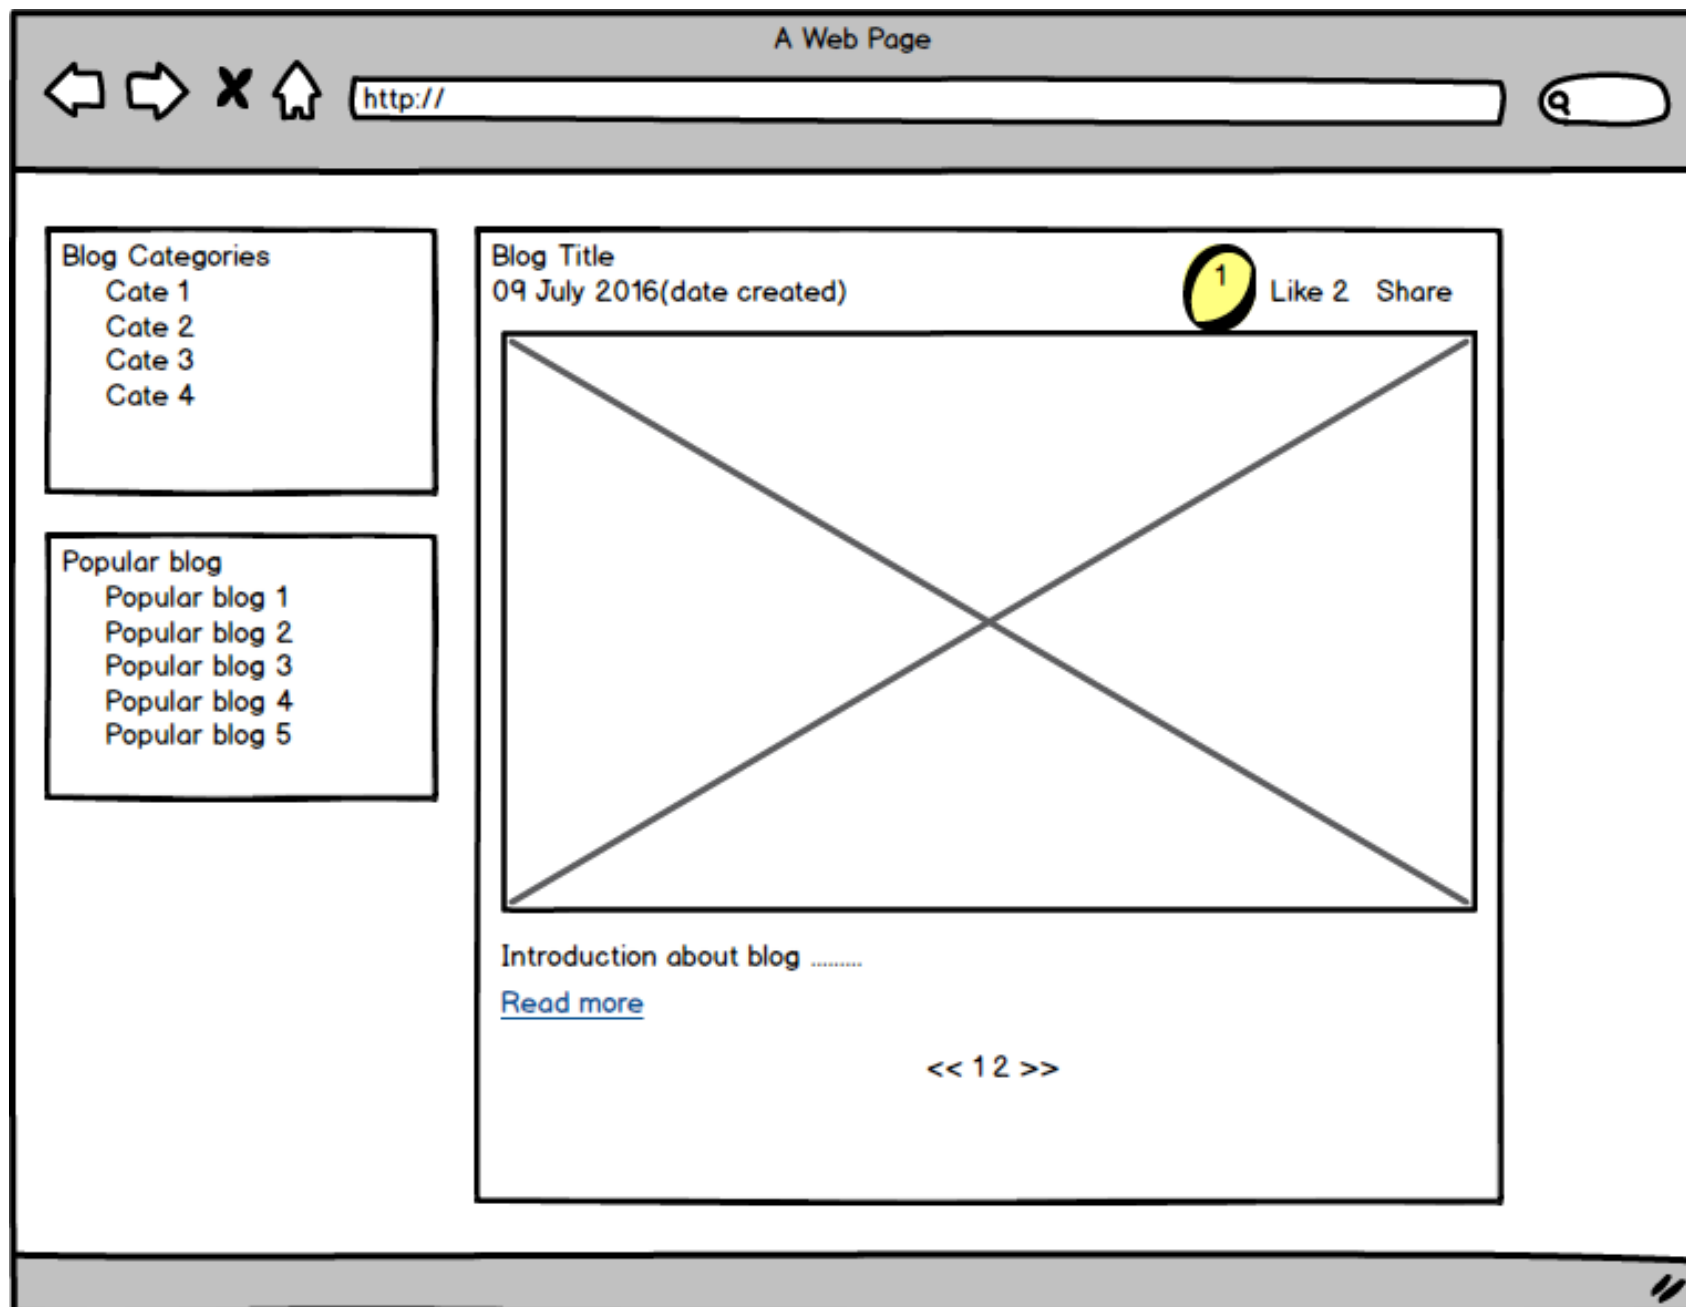 A Web Page
http://
Blog Categories
Cate 1
Cate 2
Cate 3
Cate 4
Popular blog
Popular blog 1
Popular blog 2
Popular blog 3
Popular blog 4
Popular blog 5
Blog Title
09 July 2016(date created)
1
Like 2 Share
Introduction about blog .........
Read more
<< 1 2 >>